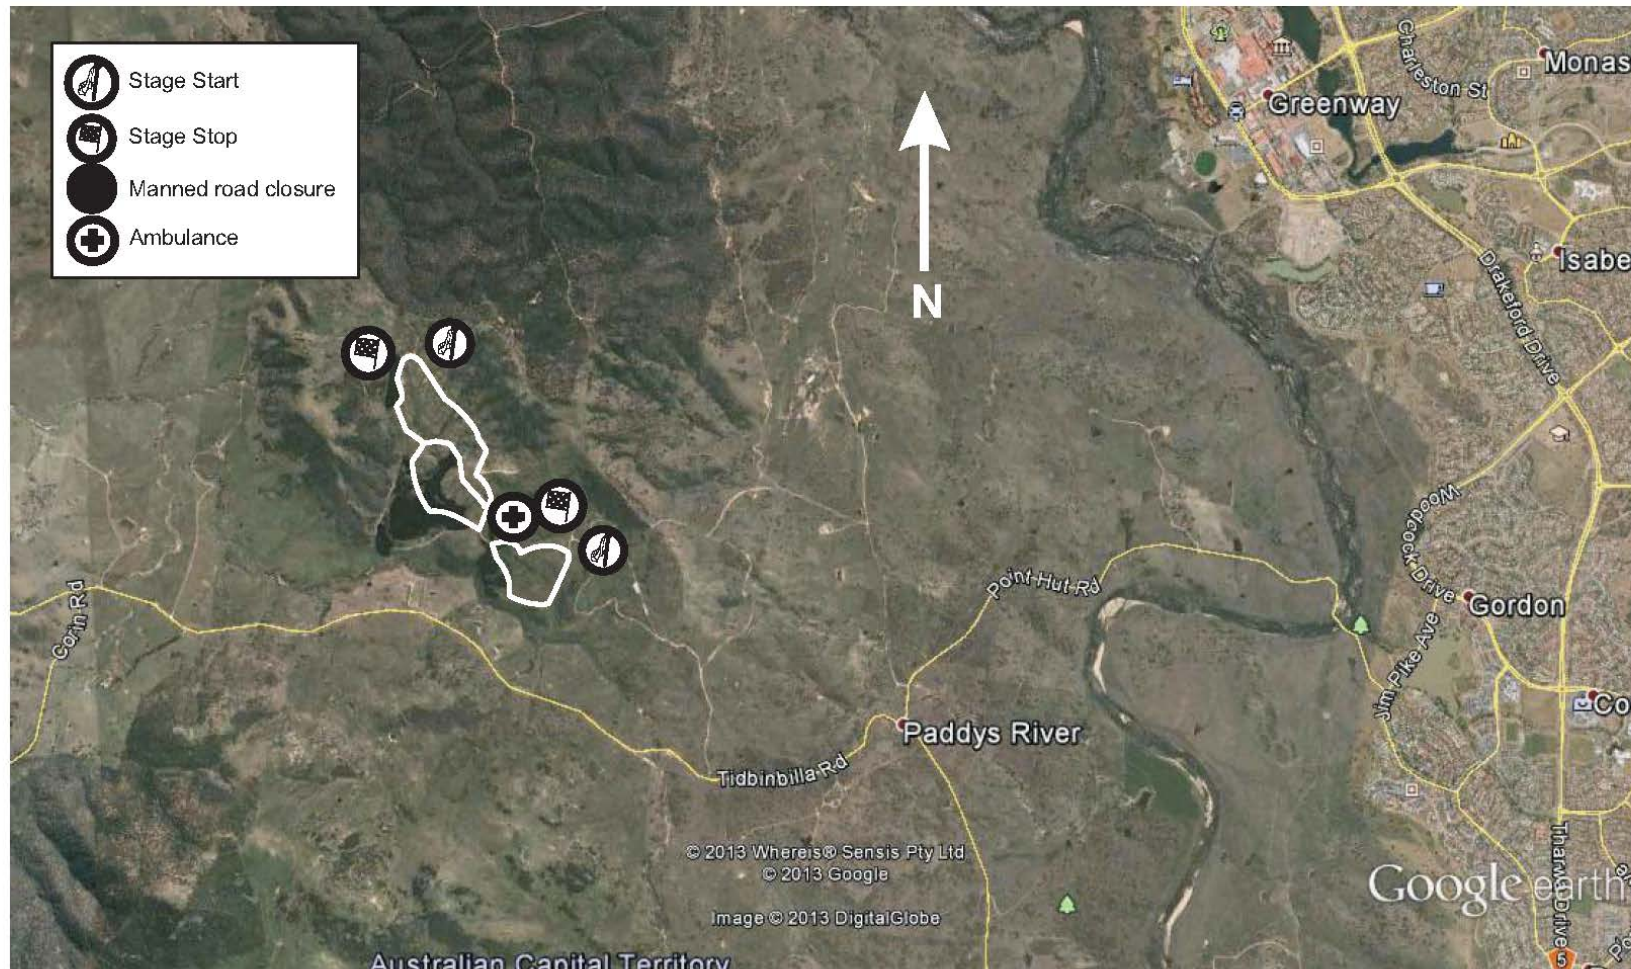 Stage Start
Stage Stop
Manned road closure
Ambulance
N
Charleston St
Monas
Greenway
Isabe
Drakeford Drive
Woodcock Drive
Point Hut Rd
Gordon
Jim Pike Ave
Corin Rd
Co
Paddys River
Tidbinbilla Rd
Tharwa Drive
© 2013 Whereis® Sensis Pty Ltd
© 2013 Google
Image © 2013 DigitalGlobe
Google earth
Australian Capital Territory
5